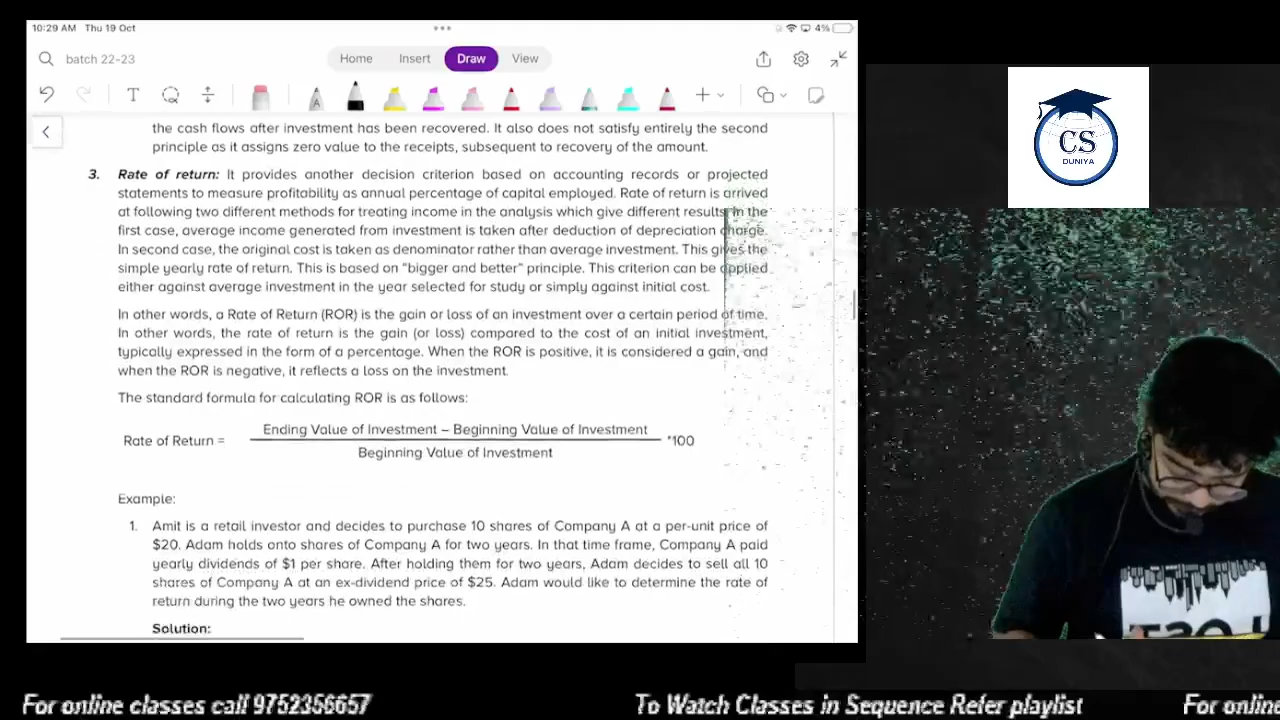 10:29 AM Thu 19 Oct
4%
batch 22-23
Home Insert Draw View
the cash flows after investment has been recovered. It also does not satisfy entirely the second
principle as it assigns zero value to the receipts, subsequent to recovery of the amount.
3. Rate of return: It provides another decision criterion based on accounting records or projected
statements to measure profitability as annual percentage of capital employed. Rate of return is arrived
at following two different methods for treating income in the analysis which give different results. In the
first case, average income generated from investment is taken after deduction of depreciation charge.
In second case, the original cost is taken as denominator rather than average investment. This gives the
simple yearly rate of return. This is based on “bigger and better” principle. This criterion can be applied
either against average investment in the year selected for study or simply against initial cost.
In other words, a Rate of Return (ROR) is the gain or loss of an investment over a certain period of time.
In other words, the rate of return is the gain (or loss) compared to the cost of an initial investment,
typically expressed in the form of a percentage. When the ROR is positive, it is considered a gain, and
when the ROR is negative, it reflects a loss on the investment.
The standard formula for calculating ROR is as follows:
Ending Value of Investment – Beginning Value of Investment
Rate of Return = *100
Beginning Value of Investment
Example:
1. Amit is a retail investor and decides to purchase 10 shares of Company A at a per-unit price of
$20. Adam holds onto shares of Company A for two years. In that time frame, Company A paid
yearly dividends of $1 per share. After holding them for two years, Adam decides to sell all 10
shares of Company A at an ex-dividend price of $25. Adam would like to determine the rate of
return during the two years he owned the shares.
Solution:
CS
DUNIYA
For online classes call 9752356657
To Watch Classes in Sequence Refer playlist
For online